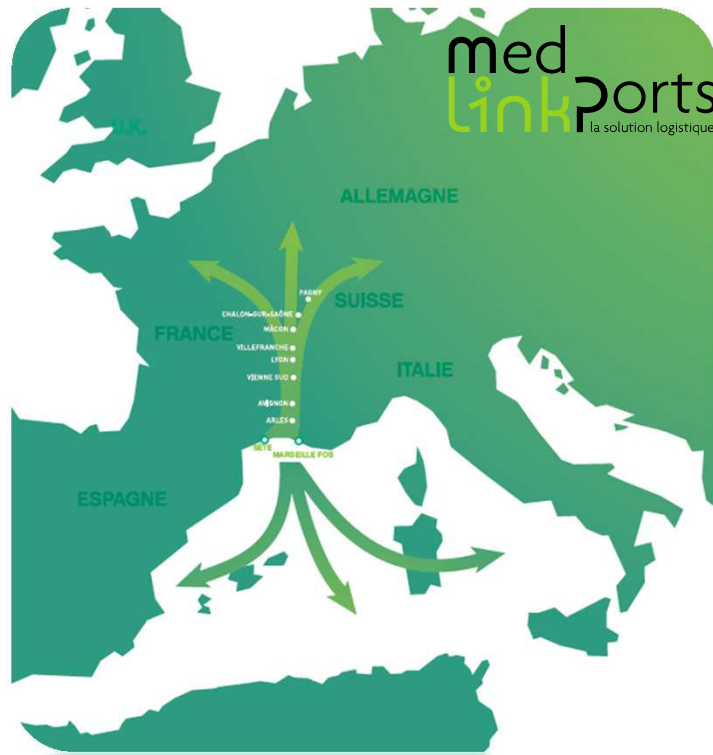 med
link Ports
la solution logistique
U.K.
ALLEMAGNE
PAGNY
SUISSE
CHALON-SUR-SAÔNE
FRANCE
MÂCON
VILLEFRANCHE
LYON
ITALIE
VIENNE SUD
AVIGNON
ARLES
SÈTE
MARSEILLE FOS
ESPAGNE